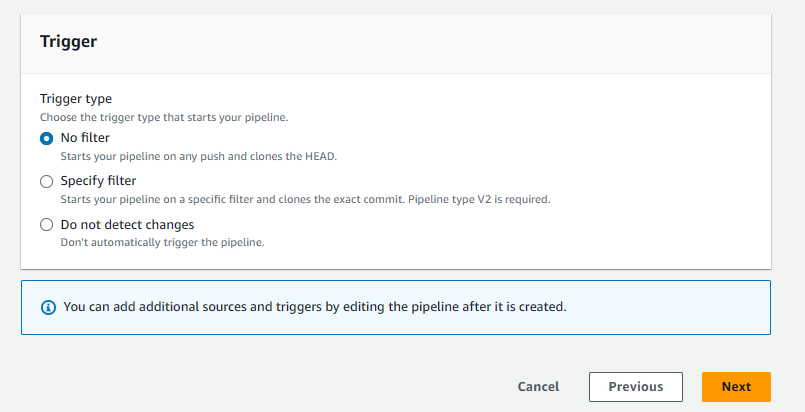 Trigger
Trigger type
Choose the trigger type that starts your pipeline.
No filter
Starts your pipeline on any push and clones the HEAD.
Specify filter
Starts your pipeline on a specific filter and clones the exact commit. Pipeline type V2 is required.
Do not detect changes
Don't automatically trigger the pipeline.
You can add additional sources and triggers by editing the pipeline after it is created.
Cancel Previous Next